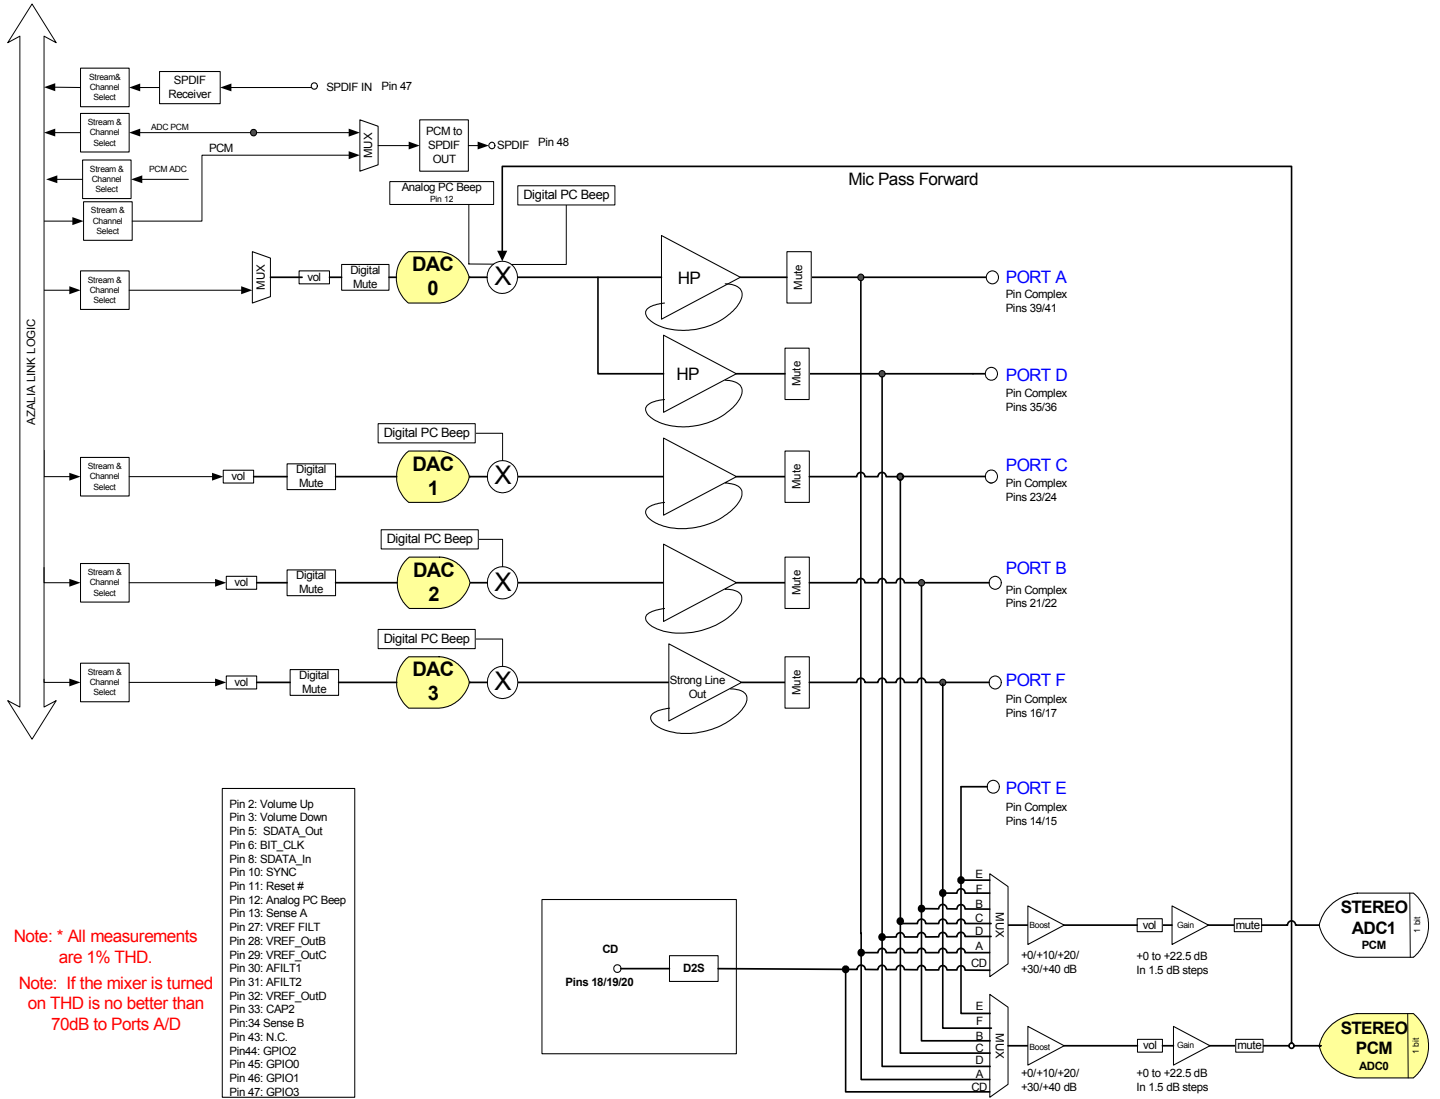 AZALIA LINK LOGIC
Stream&
Channel
Select
SPDIF
Receiver
SPDIF IN Pin 47
Stream &
Channel
Select
ADC PCM
MUX
PCM to
SPDIF
OUT
SPDIF Pin 48
PCM
Stream &
Channel
Select
PCM ADC
Stream &
Channel
Select
Analog PC Beep
Pin 12
Digital PC Beep
Mic Pass Forward
Stream &
Channel
Select
MUX
vol
Digital
Mute
DAC
0
X
HP
Mute
PORT A
Pin Complex
Pins 39/41
HP
Mute
PORT D
Pin Complex
Pins 35/36
Digital PC Beep
Stream &
Channel
Select
vol
Digital
Mute
DAC
1
X
Mute
PORT C
Pin Complex
Pins 23/24
Digital PC Beep
Stream &
Channel
Select
vol
Digital
Mute
DAC
2
X
Mute
PORT B
Pin Complex
Pins 21/22
Digital PC Beep
Stream &
Channel
Select
vol
Digital
Mute
DAC
3
X
Strong Line
Out
Mute
PORT F
Pin Complex
Pins 16/17
PORT E
Pin Complex
Pins 14/15
Pin 2: Volume Up
Pin 3: Volume Down
Pin 5: SDATA_Out
Pin 6: BIT_CLK
Pin 8: SDATA_In
Pin 10: SYNC
Pin 11: Reset #
Pin 12: Analog PC Beep
Pin 13: Sense A
Pin 27: VREF FILT
Pin 28: VREF_OutB
Pin 29: VREF_OutC
Pin 30: AFILT1
Pin 31: AFILT2
Pin 32: VREF_OutD
Pin 33: CAP2
Pin:34 Sense B
Pin 43: N.C.
Pin44: GPIO2
Pin 45: GPIO0
Pin 46: GPIO1
Pin 47: GPIO3
Note: * All measurements
are 1% THD.
Note: If the mixer is turned
on THD is no better than
70dB to Ports A/D
CD
Pins 18/19/20
D2S
E
F
B
C
D
A
CD
MUX
Boost
+0/+10/+20/
+30/+40 dB
vol
Gain
+0 to +22.5 dB
In 1.5 dB steps
mute
STEREO
ADC1
PCM
1 bit
E
F
B
C
D
A
CD
MUX
Boost
+0/+10/+20/
+30/+40 dB
vol
Gain
+0 to +22.5 dB
In 1.5 dB steps
mute
STEREO
PCM
ADC0
1 bit